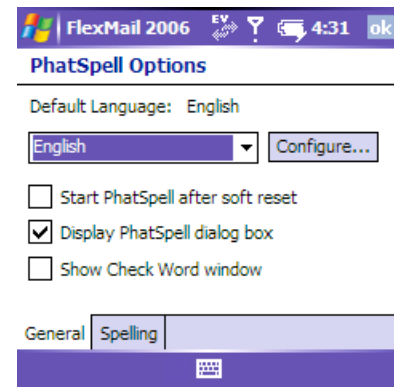 FlexMail 2006 EV 4:31 ok
PhatSpell Options
Default Language: English
English Configure...
Start PhatSpell after soft reset
Display PhatSpell dialog box
Show Check Word window
General Spelling